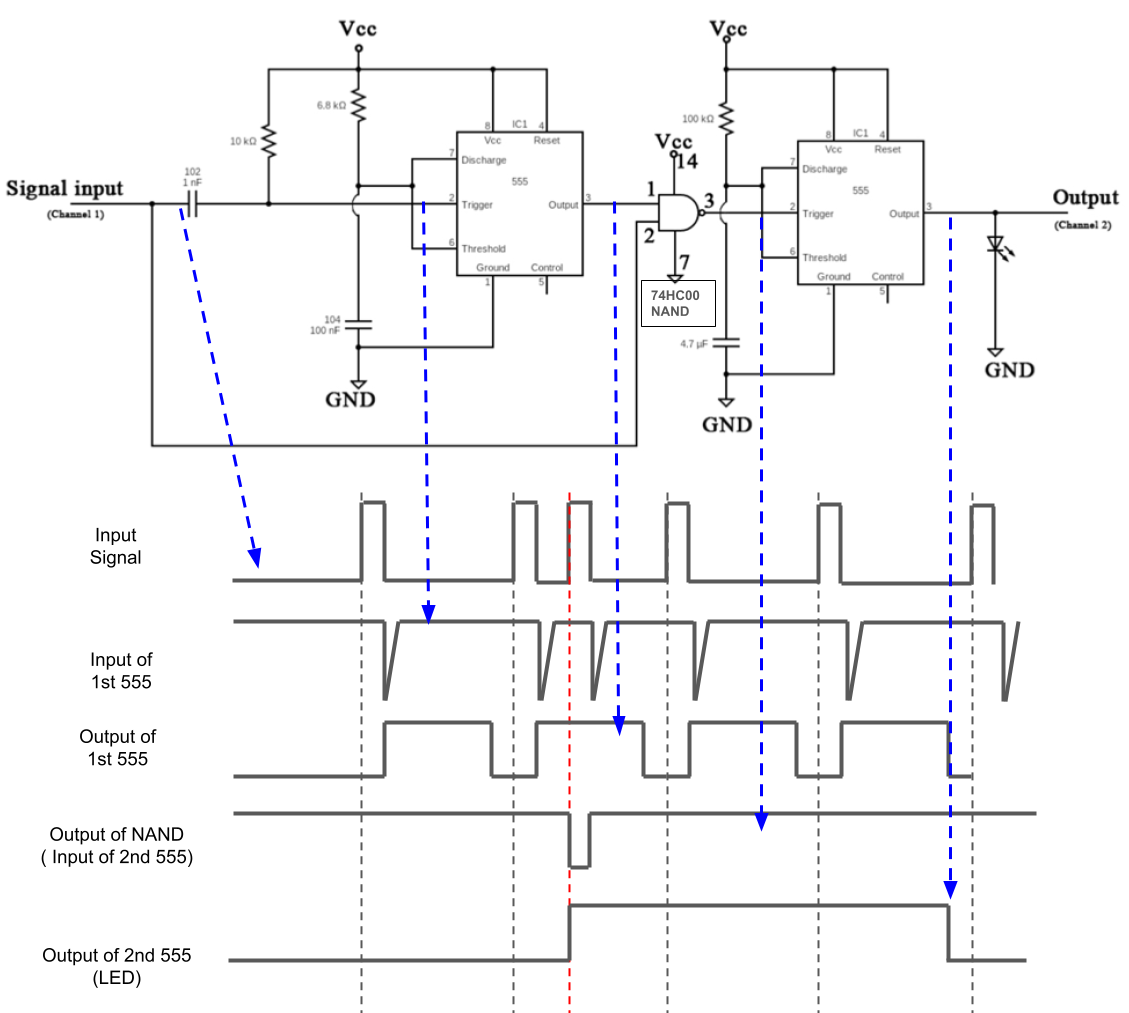 Vcc
Vcc
6.8 kΩ
8
IC1
4
Vcc
Reset
10 kΩ
7
Discharge
555
102
1 nF
Signal input
(Channel 1)
2
Trigger
Output
3
6
Threshold
Ground
Control
1
5
104
100 nF
GND
Vcc
14
1
2
3
7
74HC00
NAND
100 kΩ
8
IC1
4
Vcc
Reset
7
Discharge
555
2
Trigger
Output
3
6
Threshold
Ground
Control
1
5
4.7 µF
GND
Output
(Channel 2)
GND
Input
Signal
Input of
1st 555
Output of
1st 555
Output of NAND
( Input of 2nd 555)
Output of 2nd 555
(LED)